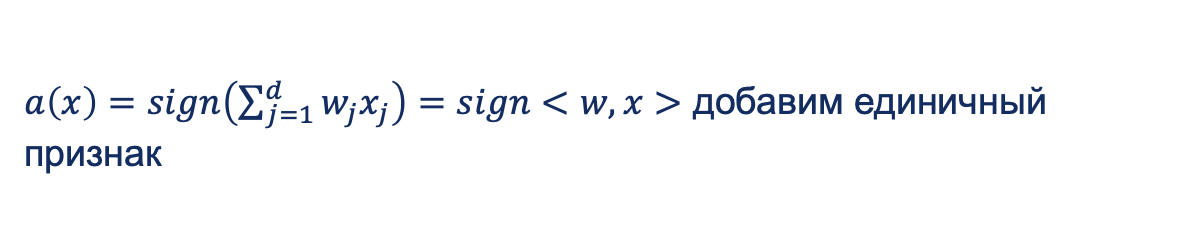 a(x) = sign(∑_{j=1}^{d} w_j x_j) = sign < w, x > добавим единичный
признак